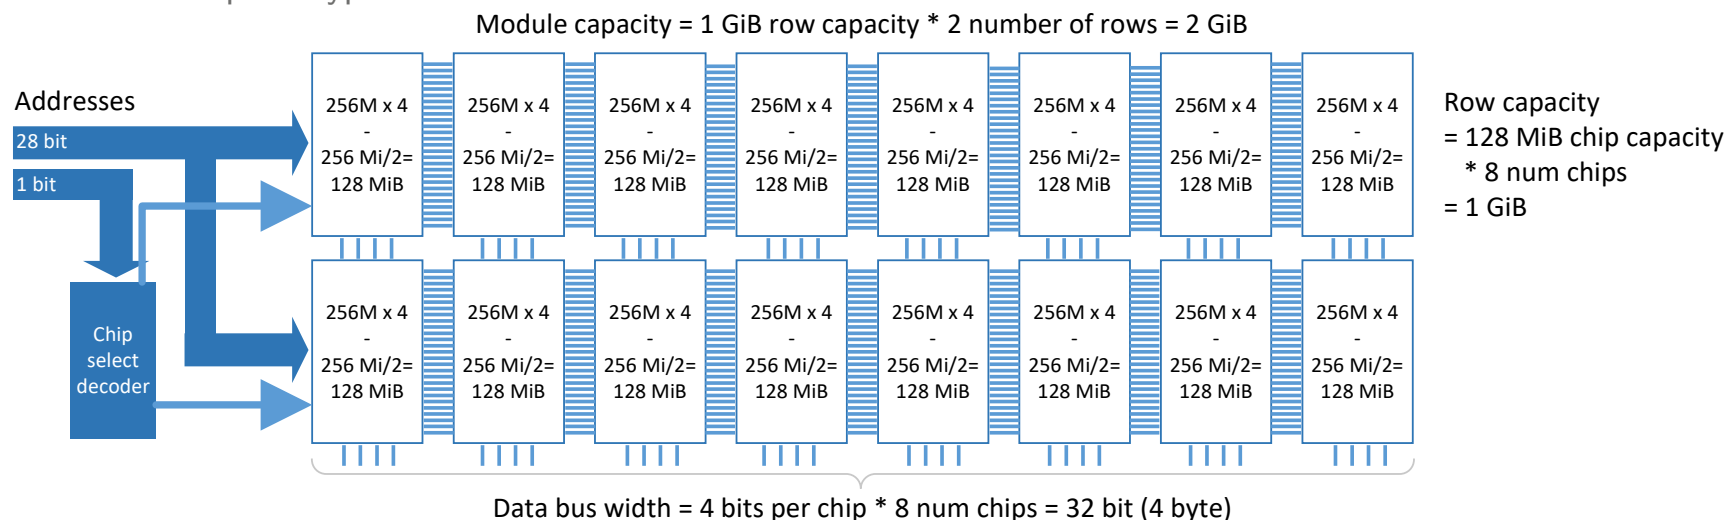 Module capacity = 1 GiB row capacity * 2 number of rows = 2 GiB
Addresses
28 bit
1 bit
Chip
select
decoder
256M x 4
-
256 Mi/2=
128 MiB
256M x 4
-
256 Mi/2=
128 MiB
256M x 4
-
256 Mi/2=
128 MiB
256M x 4
-
256 Mi/2=
128 MiB
256M x 4
-
256 Mi/2=
128 MiB
256M x 4
-
256 Mi/2=
128 MiB
256M x 4
-
256 Mi/2=
128 MiB
256M x 4
-
256 Mi/2=
128 MiB
Row capacity
= 128 MiB chip capacity
* 8 num chips
= 1 GiB
256M x 4
-
256 Mi/2=
128 MiB
256M x 4
-
256 Mi/2=
128 MiB
256M x 4
-
256 Mi/2=
128 MiB
256M x 4
-
256 Mi/2=
128 MiB
256M x 4
-
256 Mi/2=
128 MiB
256M x 4
-
256 Mi/2=
128 MiB
256M x 4
-
256 Mi/2=
128 MiB
256M x 4
-
256 Mi/2=
128 MiB
Data bus width = 4 bits per chip * 8 num chips = 32 bit (4 byte)